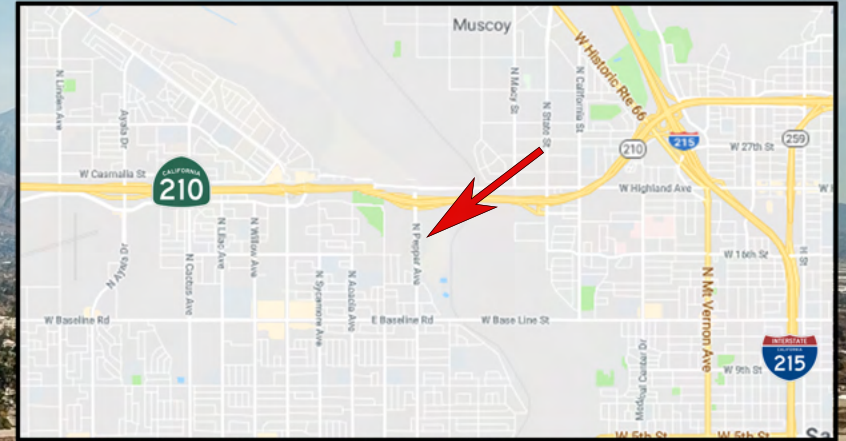 Muscoy
W Historic Rte 66
N Linden Ave
Ayala Dr
N Macy St
N State St
N California St
210
215
259
W 27th St
W Casmalia St
CALIFORNIA
210
W Highland Ave
W H
N Ayala Dr
N Lilac Ave
N Willow Ave
N Cactus Ave
N Sycamore Ave
N Acacia Ave
N Pepper Ave
W 16th St
H St
N Mt Vernon Ave
W Baseline Rd
E Baseline Rd
W Base Line St
Medical Center Dr
W 9th St
INTERSTATE
CALIFORNIA
215
W 5th St
W 5th St
Sa